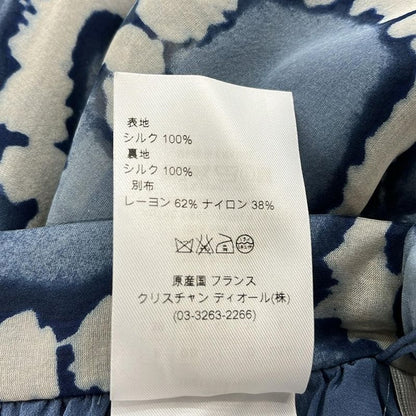 表地
シルク 100%
裏地
シルク 100%
別布
レーヨン 62% ナイロン 38%
原産国 フランス
クリスチャン ディオール(株)
(03-3263-2266)